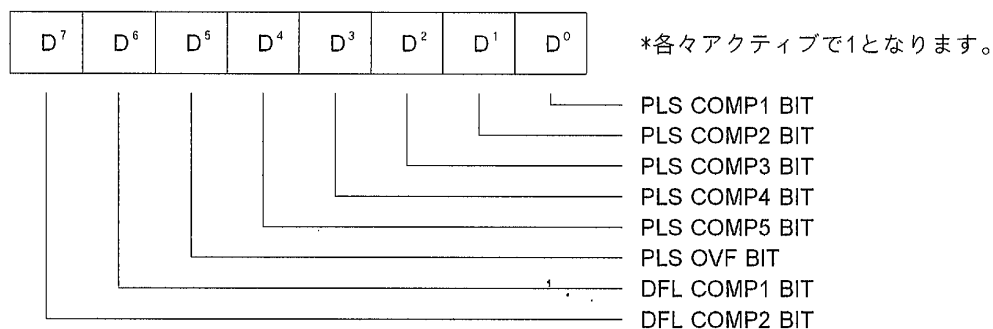 D⁷ D⁶ D⁵ D⁴ D³ D² D¹ D⁰ *各々アクティブで1となります。
PLS COMP1 BIT
PLS COMP2 BIT
PLS COMP3 BIT
PLS COMP4 BIT
PLS COMP5 BIT
PLS OVF BIT
DFL COMP1 BIT
DFL COMP2 BIT